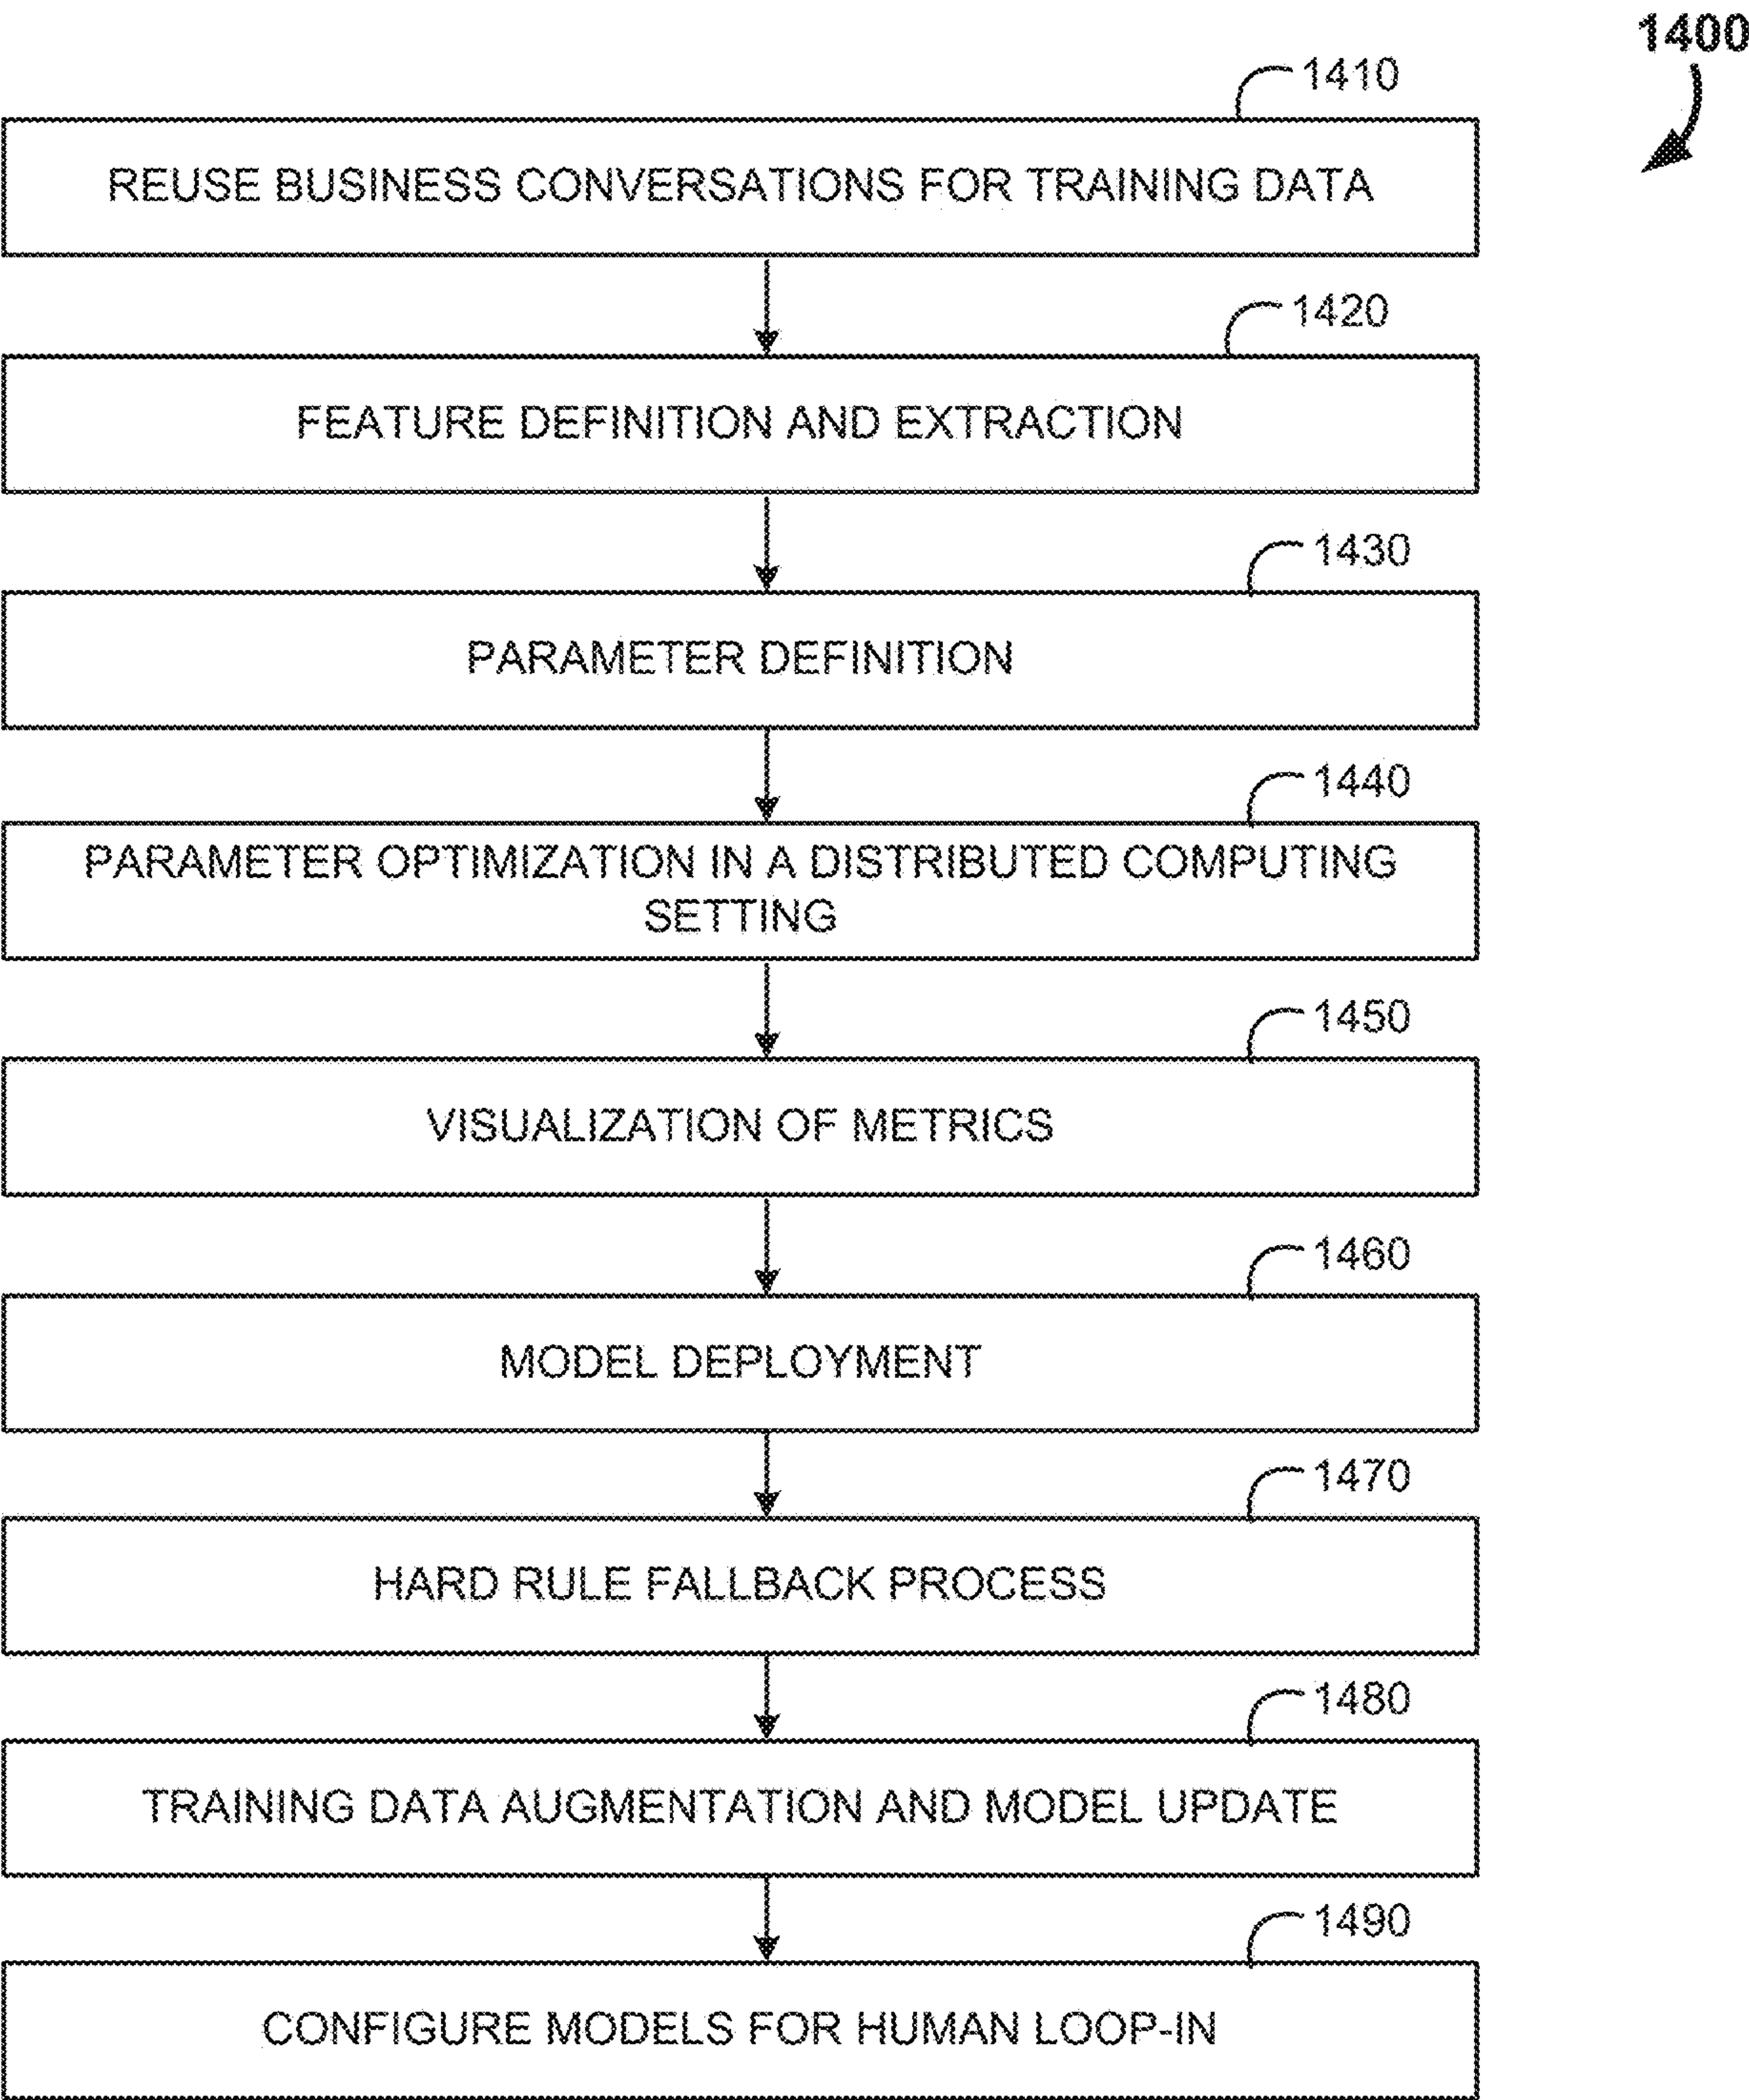 1400
1410
REUSE BUSINESS CONVERSATIONS FOR TRAINING DATA
1420
FEATURE DEFINITION AND EXTRACTION
1430
PARAMETER DEFINITION
1440
PARAMETER OPTIMIZATION IN A DISTRIBUTED COMPUTING
SETTING
1450
VISUALIZATION OF METRICS
1460
MODEL DEPLOYMENT
1470
HARD RULE FALLBACK PROCESS
1480
TRAINING DATA AUGMENTATION AND MODEL UPDATE
1490
CONFIGURE MODELS FOR HUMAN LOOP-IN